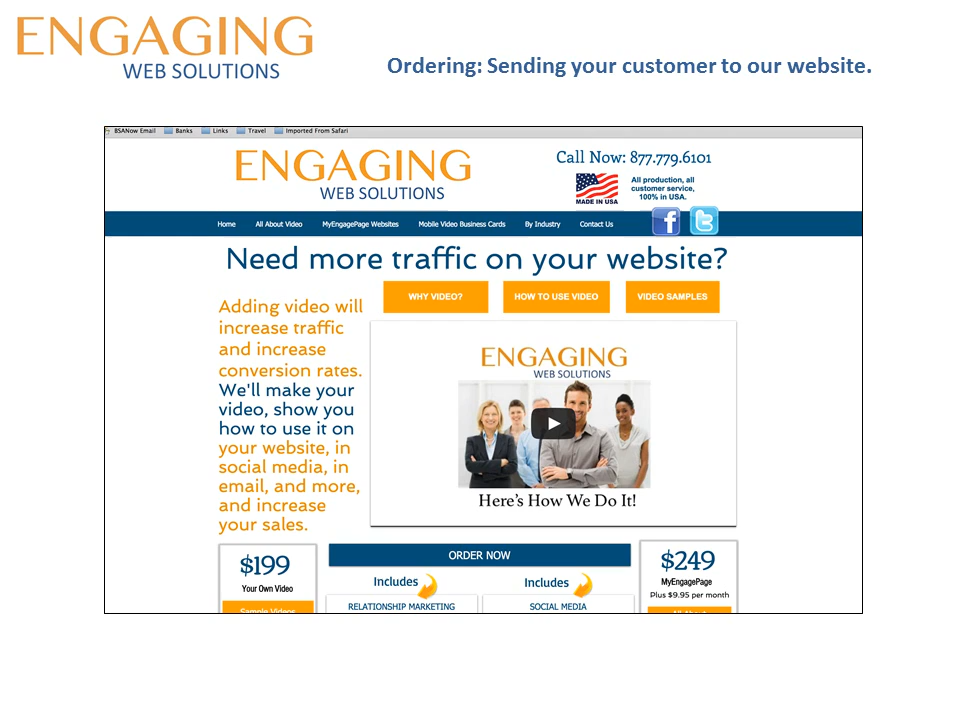 ENGAGING
WEB SOLUTIONS
Ordering: Sending your customer to our website.
BSANow Email Banks Links Travel Imported From Safari
ENGAGING
WEB SOLUTIONS
Call Now: 877.779.6101
MADE IN USA
All production, all
customer service,
100% in USA.
Home All About Video MyEngagePage Websites Mobile Video Business Cards By Industry Contact Us
f t
Need more traffic on your website?
WHY VIDEO? HOW TO USE VIDEO VIDEO SAMPLES
Adding video will
increase traffic
and increase
conversion rates.
We'll make your
video, show you
how to use it on
your website, in
social media, in
email, and more,
and increase
your sales.
ENGAGING
WEB SOLUTIONS
Here's How We Do It!
$199
Your Own Video
Sample Videos
ORDER NOW
Includes Includes
RELATIONSHIP MARKETING SOCIAL MEDIA
$249
MyEngagePage
Plus $9.95 per month
All About